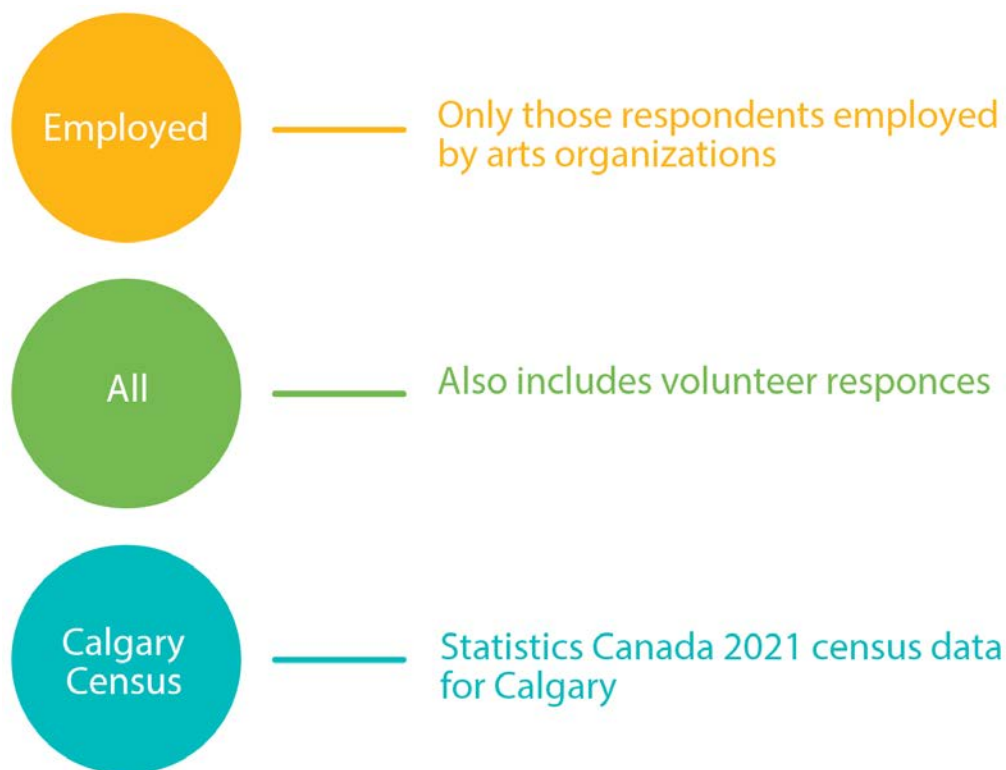 Employed
Only those respondents employed
by arts organizations
All
Also includes volunteer responces
Calgary
Census
Statistics Canada 2021 census data
for Calgary